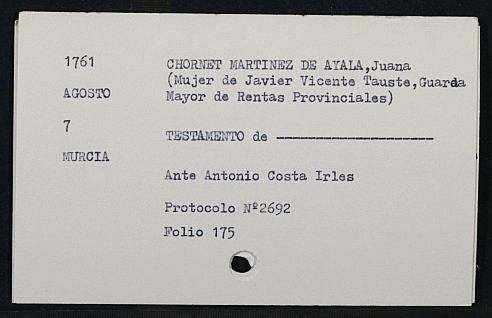 1761
AGOSTO
7
MURCIA
CHORNET MARTINEZ DE AYALA,Juana
(Mujer de Javier Vicente Tauste,Guarda
Mayor de Rentas Provinciales)
TESTAMENTO de --------------------
Ante Antonio Costa Irles
Protocolo Nº2692
Folio 175